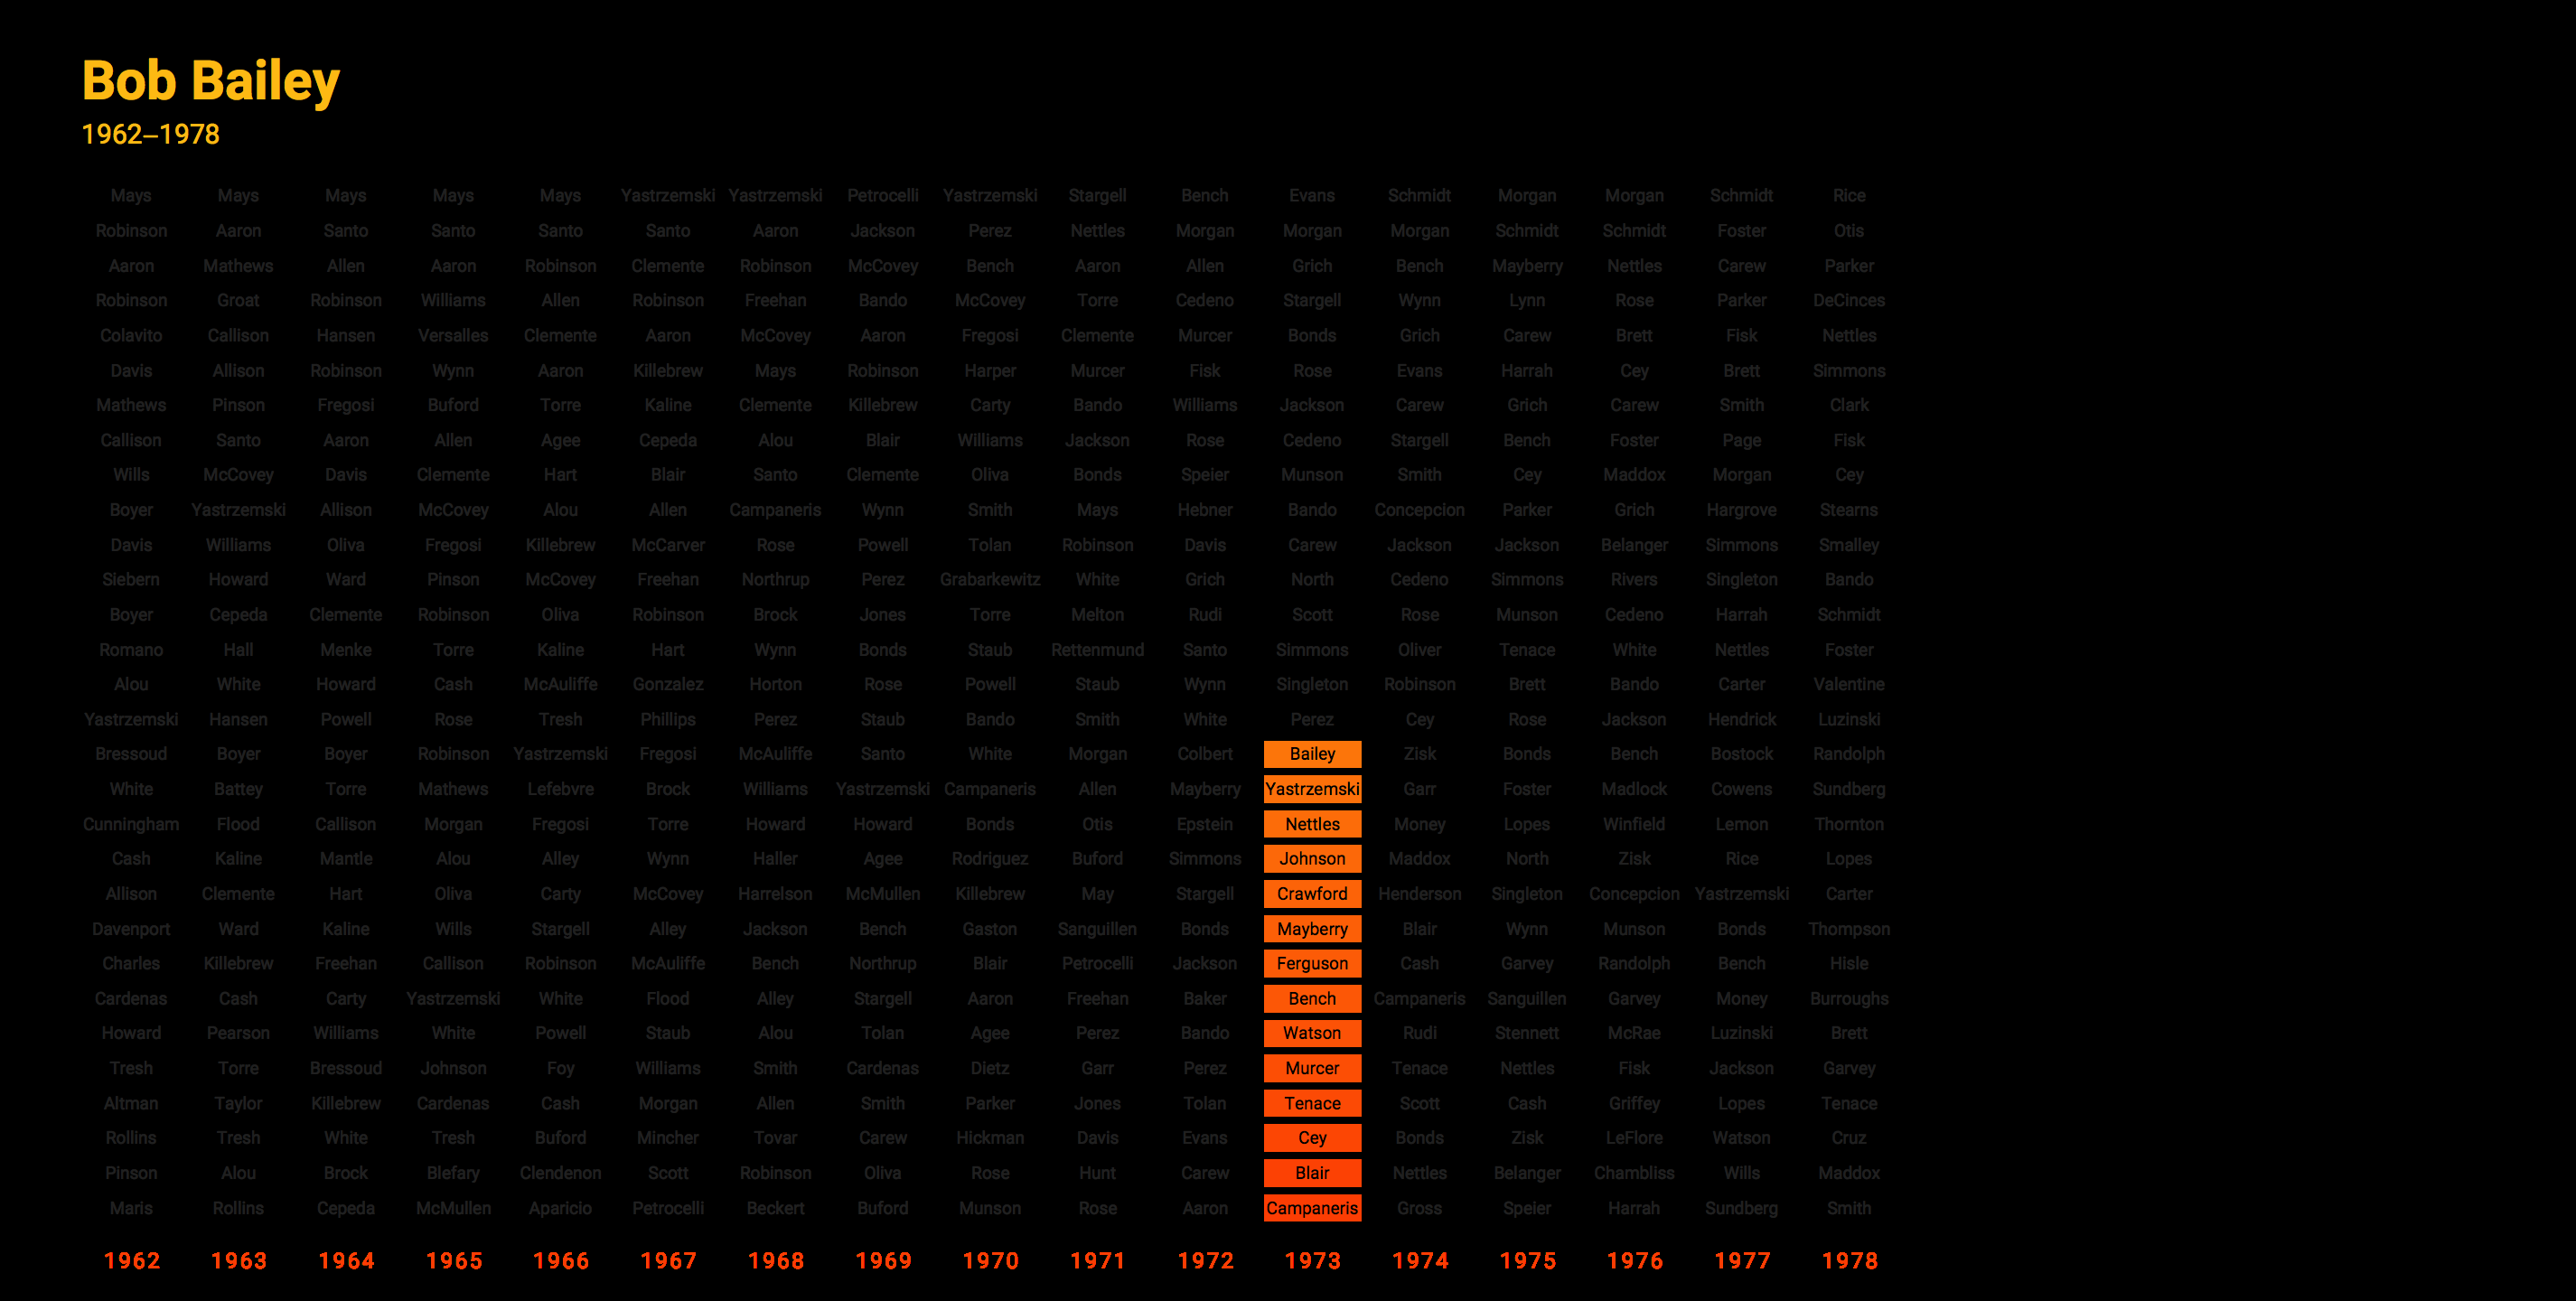 Bob Bailey
1962–1978
Mays Mays Mays Mays Mays Yastrzemski Yastrzemski Petrocelli Yastrzemski Stargell Bench Evans Schmidt Morgan Morgan Schmidt Rice
Robinson Aaron Santo Santo Santo Santo Aaron Jackson Perez Nettles Morgan Morgan Morgan Schmidt Schmidt Foster Otis
Aaron Mathews Allen Aaron Robinson Clemente Robinson McCovey Bench Aaron Allen Grich Bench Mayberry Nettles Carew Parker
Robinson Groat Robinson Williams Allen Robinson Freehan Bando McCovey Torre Cedeno Stargell Wynn Lynn Rose Parker DeCinces
Colavito Callison Hansen Versalles Clemente Aaron McCovey Aaron Fregosi Clemente Murcer Bonds Grich Carew Brett Fisk Nettles
Davis Allison Robinson Wynn Aaron Killebrew Mays Robinson Harper Murcer Fisk Rose Evans Harrah Cey Brett Simmons
Mathews Pinson Fregosi Buford Torre Kaline Clemente Killebrew Carty Bando Williams Jackson Carew Grich Carew Smith Clark
Callison Santo Aaron Allen Agee Cepeda Alou Blair Williams Jackson Rose Cedeno Stargell Bench Foster Page Fisk
Wills McCovey Davis Clemente Hart Blair Santo Clemente Oliva Bonds Speier Munson Smith Cey Maddox Morgan Cey
Boyer Yastrzemski Allison McCovey Alou Allen Campaneris Wynn Smith Mays Hebner Bando Concepcion Parker Grich Hargrove Stearns
Davis Williams Oliva Fregosi Killebrew McCarver Rose Powell Tolan Robinson Davis Carew Jackson Jackson Belanger Simmons Smalley
Siebern Howard Ward Pinson McCovey Freehan Northrup Perez Grabarkewitz White Grich North Cedeno Simmons Rivers Singleton Bando
Boyer Cepeda Clemente Robinson Oliva Robinson Brock Jones Torre Melton Rudi Scott Rose Munson Cedeno Harrah Schmidt
Romano Hall Menke Torre Kaline Hart Wynn Bonds Staub Rettenmund Santo Simmons Oliver Tenace White Nettles Foster
Alou White Howard Cash McAuliffe Gonzalez Horton Rose Powell Staub Wynn Singleton Robinson Brett Bando Carter Valentine
Yastrzemski Hansen Powell Rose Tresh Phillips Perez Staub Bando Smith White Perez Cey Rose Jackson Hendrick Luzinski
Bressoud Boyer Boyer Robinson Yastrzemski Fregosi McAuliffe Santo White Morgan Colbert Bailey Zisk Bonds Bench Bostock Randolph
White Battey Torre Mathews Lefebvre Brock Williams Yastrzemski Campaneris Allen Mayberry Yastrzemski Garr Foster Madlock Cowens Sundberg
Cunningham Flood Callison Morgan Fregosi Torre Howard Howard Bonds Otis Epstein Nettles Money Lopes Winfield Lemon Thornton
Cash Kaline Mantle Alou Alley Wynn Haller Agee Rodriguez Buford Simmons Johnson Maddox North Zisk Rice Lopes
Allison Clemente Hart Oliva Carty McCovey Harrelson McMullen Killebrew May Stargell Crawford Henderson Singleton Concepcion Yastrzemski Carter
Davenport Ward Kaline Wills Stargell Alley Jackson Bench Gaston Sanguillen Bonds Mayberry Blair Wynn Munson Bonds Thompson
Charles Killebrew Freehan Callison Robinson McAuliffe Bench Northrup Blair Petrocelli Jackson Ferguson Cash Garvey Randolph Bench Hisle
Cardenas Cash Carty Yastrzemski White Flood Alley Stargell Aaron Freehan Baker Bench Campaneris Sanguillen Garvey Money Burroughs
Howard Pearson Williams White Powell Staub Alou Tolan Agee Perez Bando Watson Rudi Stennett McRae Luzinski Brett
Tresh Torre Bressoud Johnson Foy Williams Smith Cardenas Dietz Garr Perez Murcer Tenace Nettles Fisk Jackson Garvey
Altman Taylor Killebrew Cardenas Cash Morgan Allen Smith Parker Jones Tolan Tenace Scott Cash Griffey Lopes Tenace
Rollins Tresh White Tresh Buford Mincher Tovar Carew Hickman Davis Evans Cey Bonds Zisk LeFlore Watson Cruz
Pinson Alou Brock Blefary Clendenon Scott Robinson Oliva Rose Hunt Carew Blair Nettles Belanger Chambliss Wills Maddox
Maris Rollins Cepeda McMullen Aparicio Petrocelli Beckert Buford Munson Rose Aaron Campaneris Gross Speier Harrah Sundberg Smith
1962 1963 1964 1965 1966 1967 1968 1969 1970 1971 1972 1973 1974 1975 1976 1977 1978